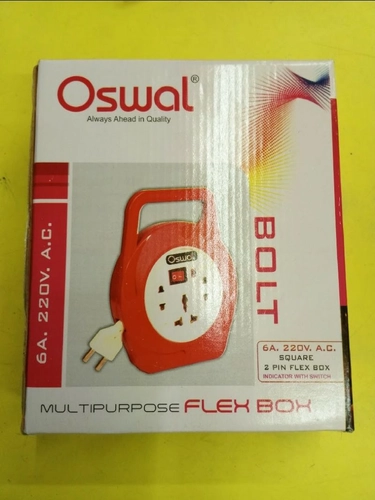 Oswal®
Always Ahead in Quality
BOLT
6A. 220V. A.C.
Oswal
6A. 220V. A.C.
SQUARE
2 PIN FLEX BOX
INDICATOR WITH SWITCH
MULTIPURPOSE FLEX BOX